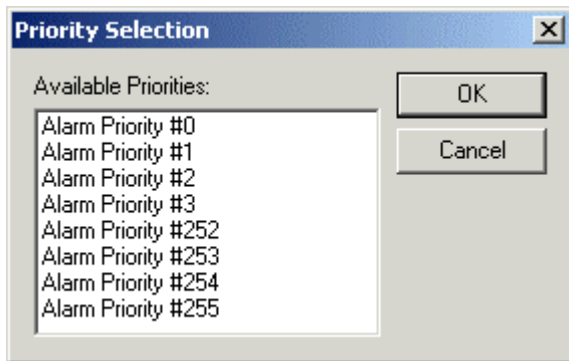 Priority Selection
Available Priorities:
OK
Cancel
Alarm Priority #0
Alarm Priority #1
Alarm Priority #2
Alarm Priority #3
Alarm Priority #252
Alarm Priority #253
Alarm Priority #254
Alarm Priority #255